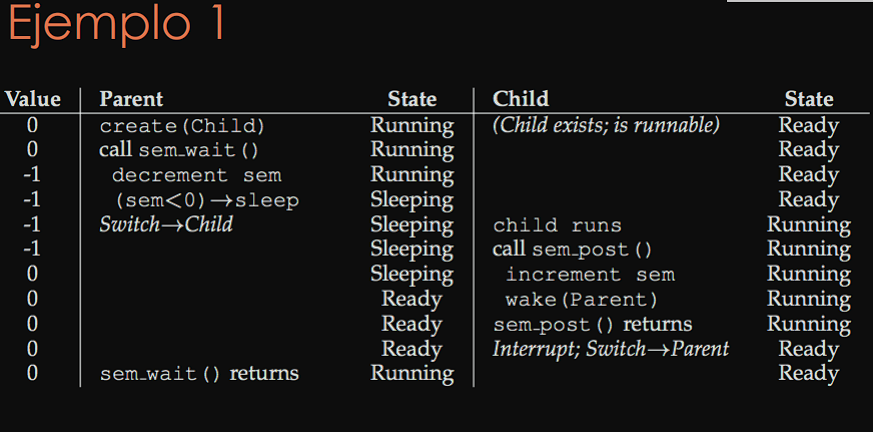 Ejemplo 1
Value Parent State Child State
0 create(Child) Running (Child exists; is runnable) Ready
0 call sem_wait() Running Ready
-1 decrement sem Running Ready
-1 (sem<0)→sleep Sleeping Ready
-1 Switch→Child Sleeping child runs Running
-1 Sleeping call sem_post() Running
0 Sleeping increment sem Running
0 Ready wake(Parent) Running
0 Ready sem_post() returns Running
0 Ready Interrupt; Switch→Parent Ready
0 sem_wait() returns Running Ready